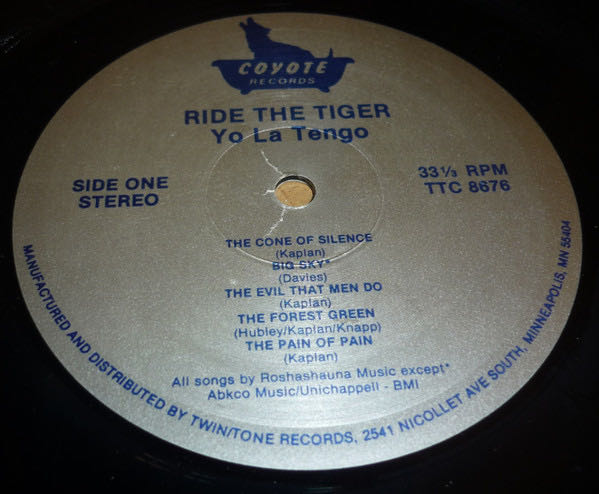 COYOTE
RECORDS
RIDE THE TIGER
Yo La Tengo
SIDE ONE
STEREO
33⅓ RPM
TTC 8676
THE CONE OF SILENCE
(Kaplan)
BIG SKY*
(Davies)
THE EVIL THAT MEN DO
(Kaplan)
THE FOREST GREEN
(Hubley/Kaplan/Knapp)
THE PAIN OF PAIN
(Kaplan)
All songs by Roshashauna Music except*
Abkco Music/Unichappell - BMI
MANUFACTURED AND DISTRIBUTED BY TWIN/TONE RECORDS, 2541 NICOLLET AVE SOUTH, MINNEAPOLIS, MN 55404